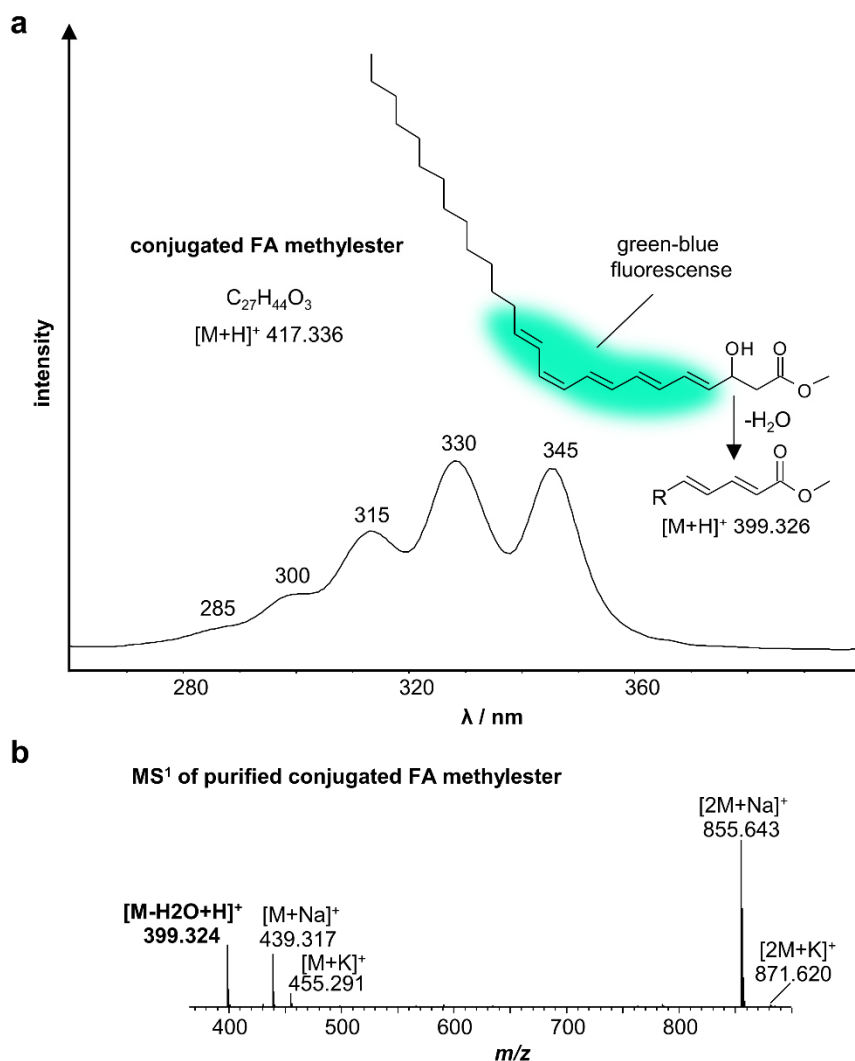 a
intensity
conjugated FA methylester
C₂₇H₄₄O₃
[M+H]⁺ 417.336
green-blue
fluorescense
OH
O
O
-H₂O
R
O
O
[M+H]⁺ 399.326
285
300
315
330
345
280
320
360
λ / nm
b
MS¹ of purified conjugated FA methylester
[M-H2O+H]⁺
399.324
[M+Na]⁺
439.317
[M+K]⁺
455.291
[2M+Na]⁺
855.643
[2M+K]⁺
871.620
400
500
600
700
800
m/z